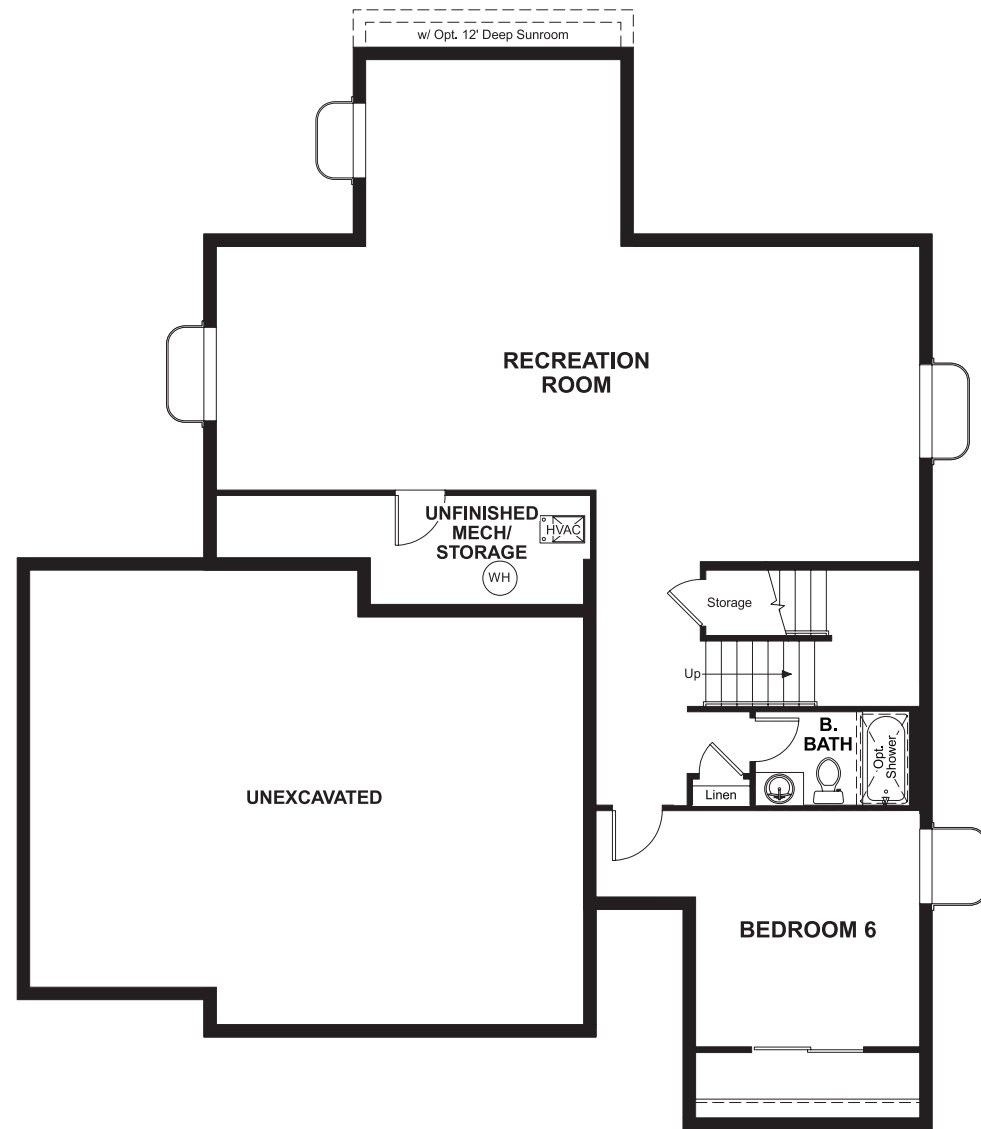 w/ Opt. 12' Deep Sunroom
RECREATION
ROOM
UNFINISHED
MECH/
STORAGE
HVAC
WH
Storage
Up
B.
BATH
Opt.
Shower
Linen
UNEXCAVATED
BEDROOM 6